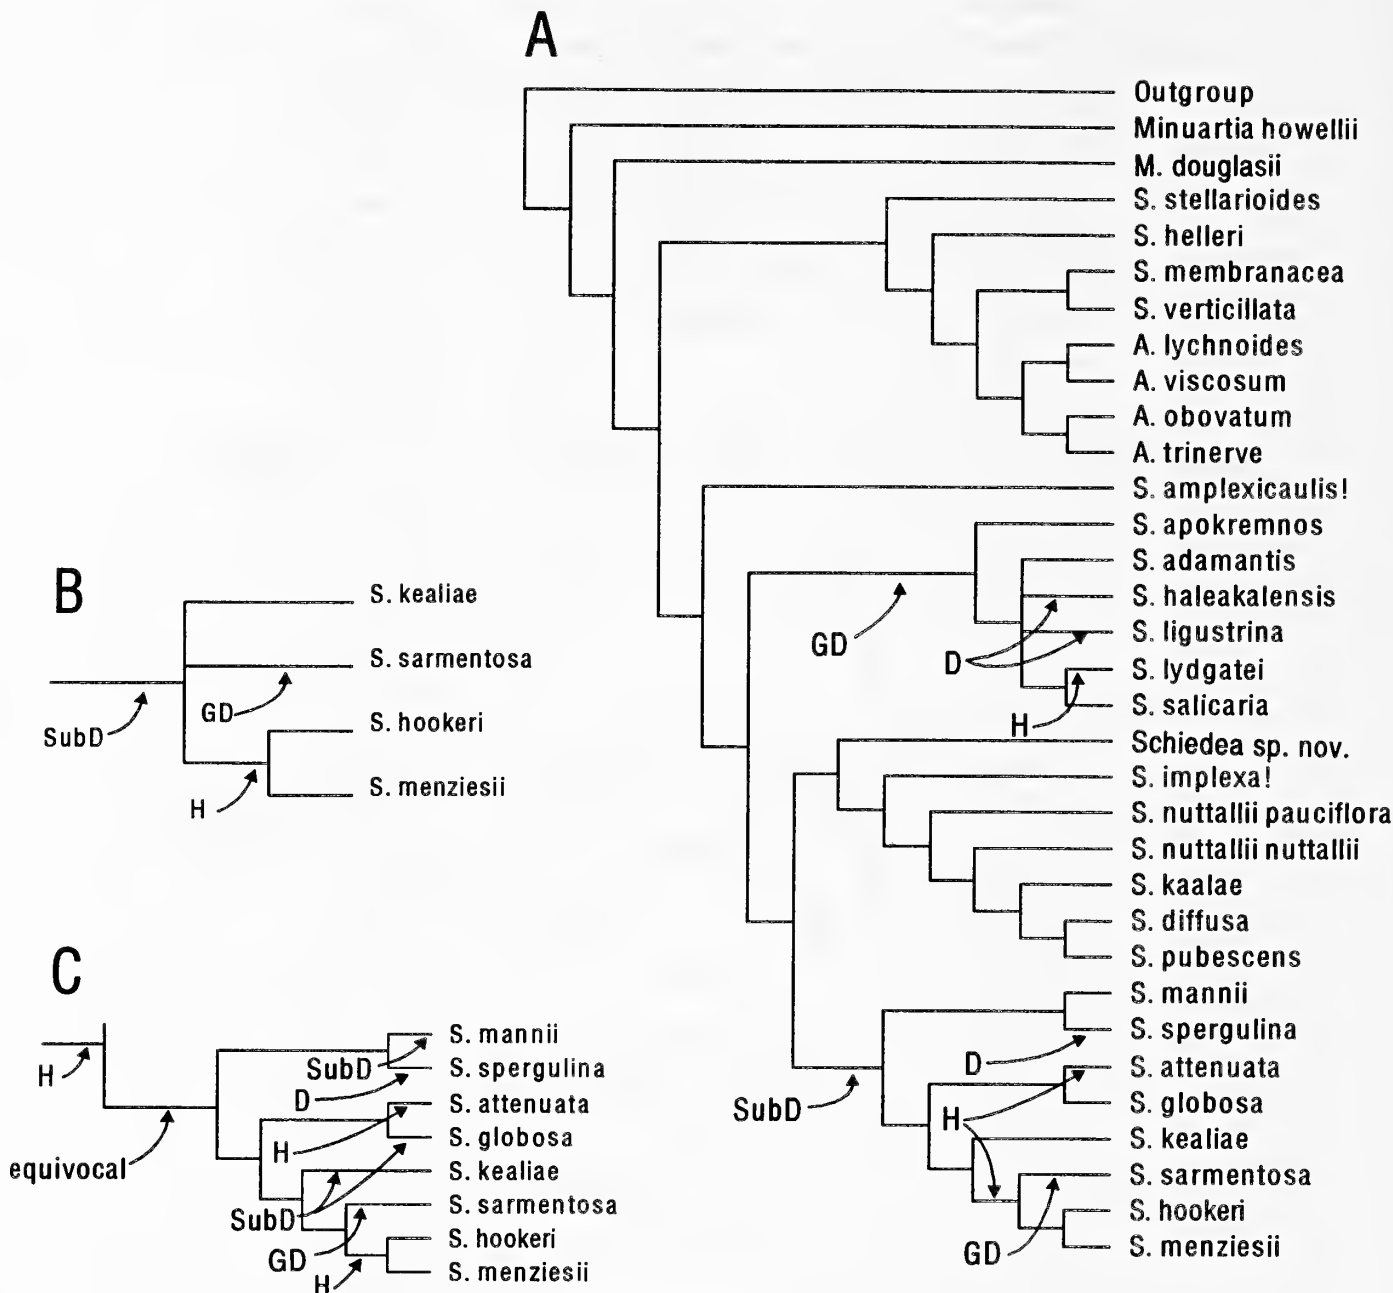 A
Outgroup
Minuartia howellii
M. douglasii
S. stellarioides
S. helleri
S. membranacea
S. verticillata
A. lychnoides
A. viscosum
A. obovatum
A. trinerve
S. amplexicaulis!
S. apokremnos
S. adamantis
S. haleakalensis
S. ligustrina
S. lydgatei
S. salicaria
Schiedea sp. nov.
S. implexa!
S. nuttallii pauciflora
S. nuttallii nuttallii
S. kaalae
S. diffusa
S. pubescens
S. mannii
S. spergulina
S. attenuata
S. globosa
S. kealiae
S. sarmentosa
S. hookeri
S. menziesii
GD
D
H
SubD
D
H
GD
B
S. kealiae
S. sarmentosa
S. hookeri
S. menziesii
SubD
GD
H
C
S. mannii
S. spergulina
S. attenuata
S. globosa
S. kealiae
S. sarmentosa
S. hookeri
S. menziesii
H
equivocal
SubD
D
H
SubD
GD
H